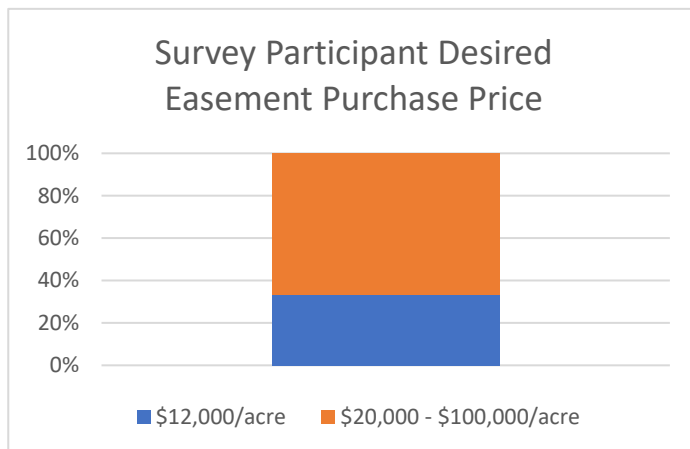 Survey Participant Desired
Easement Purchase Price
100%
80%
60%
40%
20%
0%
$12,000/acre $20,000 - $100,000/acre